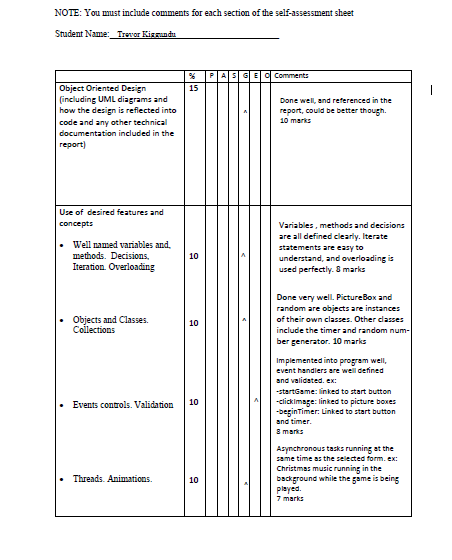 NOTE: You must include comments for each section of the self-assessment sheet
Student Name: Trevor Kiggundu
% P A S G E O Comments
Object Oriented Design
(including UML diagrams and
how the design is reflected into
code and any other technical
documentation included in the
report)
15
^
Done well, and referenced in the
report, could be better though.
10 marks
Use of desired features and
concepts
• Well named variables and,
methods. Decisions,
Iteration. Overloading
10
^
Variables , methods and decisions
are all defined clearly. Iterate
statements are easy to
understand, and overloading is
used perfectly. 8 marks
• Objects and Classes.
Collections
10
^
Done very well. PictureBox and
random are objects are instances
of their own classes. Other classes
include the timer and random num-
ber generator. 10 marks
• Events controls. Validation
10
^
Implemented into program well,
event handlers are well defined
and validated. ex:
-startGame: linked to start button
-clickImage: linked to picture boxes
-beginTimer: Linked to start button
and timer.
8 marks
• Threads. Animations.
10
^
Asynchronous tasks running at the
same time as the selected form. ex:
Christmas music running in the
background while the game is being
played.
7 marks